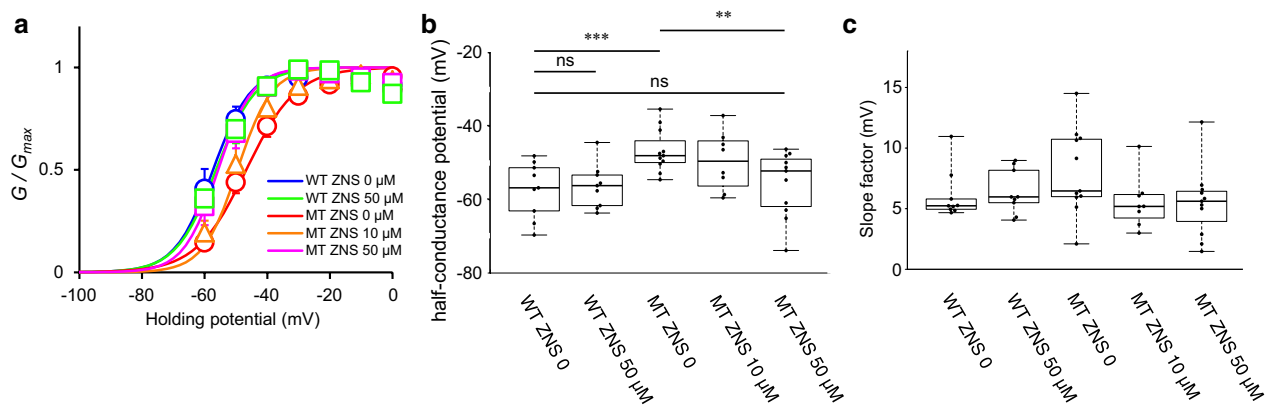 a
G / Gmax
1
0.5
0
-100 -80 -60 -40 -20 0
Holding potential (mV)
WT ZNS 0 µM
WT ZNS 50 µM
MT ZNS 0 µM
MT ZNS 10 µM
MT ZNS 50 µM
b
half-conductance potential (mV)
-20
-40
-60
-80
***
**
ns
ns
WT ZNS 0
WT ZNS 50 µM
MT ZNS 0
MT ZNS 10 µM
MT ZNS 50 µM
c
Slope factor (mV)
15
10
5
0
WT ZNS 0
WT ZNS 50 µM
MT ZNS 0
MT ZNS 10 µM
MT ZNS 50 µM